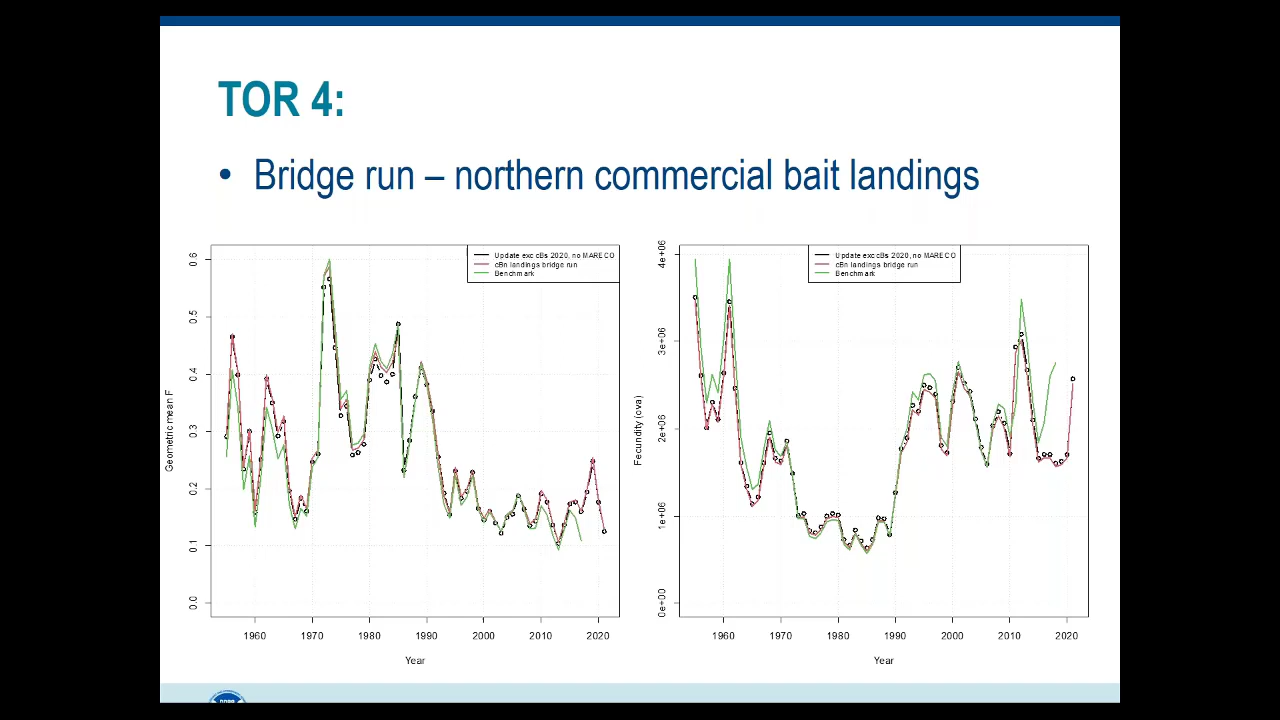 TOR 4:
• Bridge run – northern commercial bait landings
Update exc cBs 2020, no MARECO
cBn landings bridge run
Benchmark
Geometric mean F
0.6
0.5
0.4
0.3
0.2
0.1
0.0
1960 1970 1980 1990 2000 2010 2020
Year
Update exc cBs 2020, no MARECO
cBn landings bridge run
Benchmark
Fecundity (ova)
4e+06
3e+06
2e+06
1e+06
0e+00
1960 1970 1980 1990 2000 2010 2020
Year